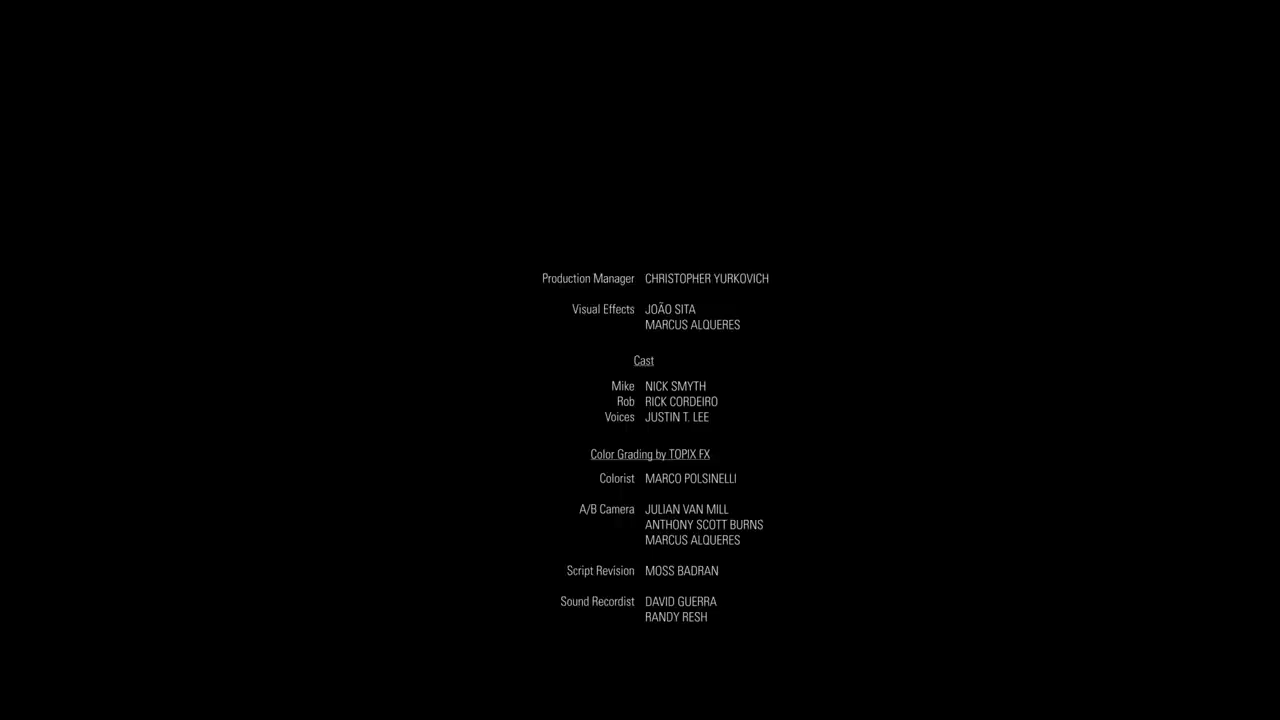 Production Manager CHRISTOPHER YURKOVICH
Visual Effects JOÃO SITA
MARCUS ALQUERES
Cast
Mike NICK SMYTH
Rob RICK CORDEIRO
Voices JUSTIN T. LEE
Color Grading by TOPIX FX
Colorist MARCO POLSINELLI
A/B Camera JULIAN VAN MILL
ANTHONY SCOTT BURNS
MARCUS ALQUERES
Script Revision MOSS BADRAN
Sound Recordist DAVID GUERRA
RANDY RESH